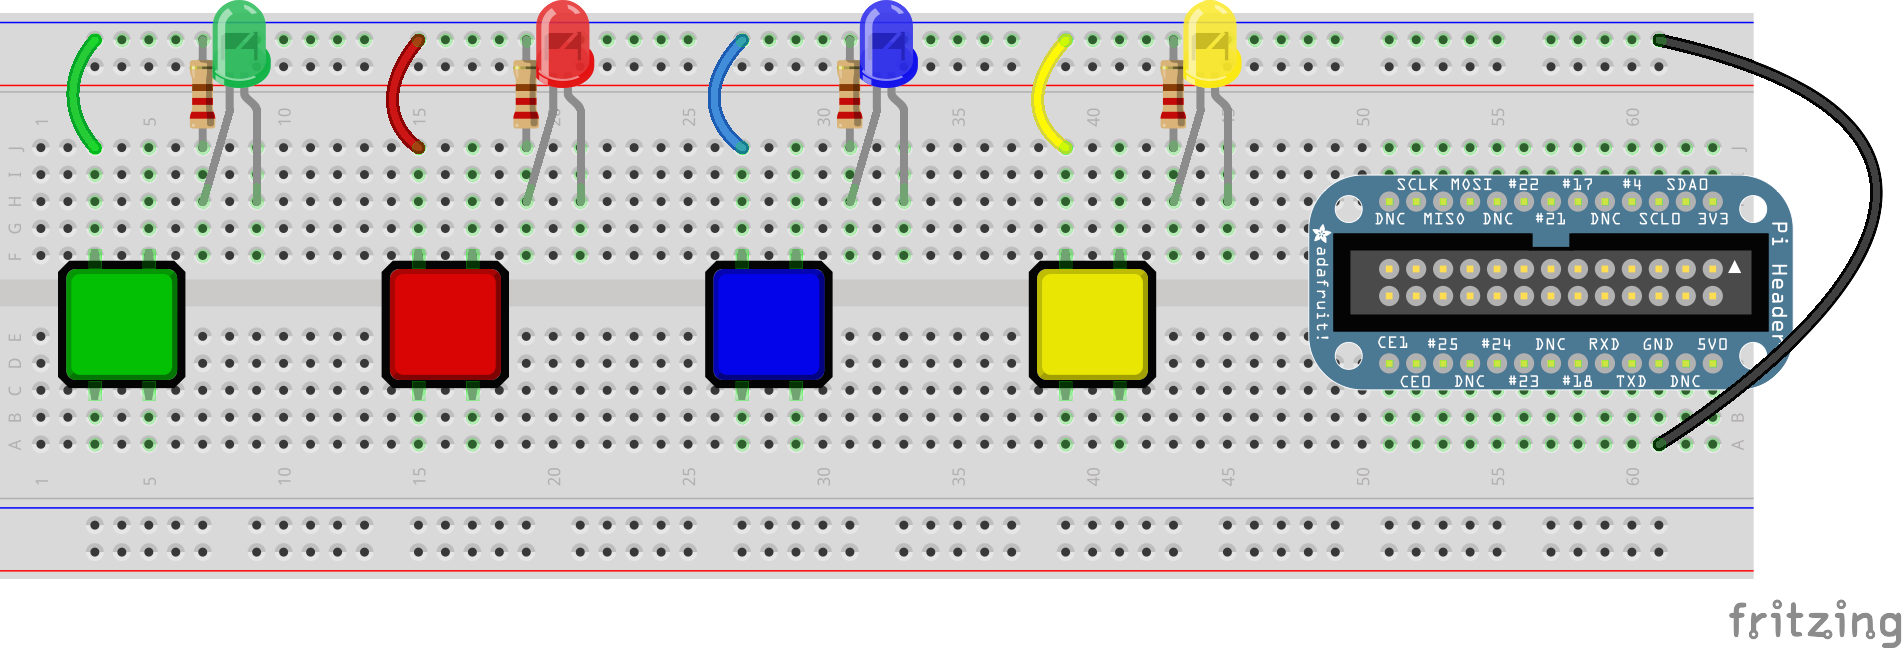 1 5 10 15 20 25 30 35 40 45 50 55 60
J J
I
H
G
F
SCLK MOSI #22 #17 #4 SDA0
DNC MISO DNC #21 DNC SCL0 3V3
adafruit!
Pi Header
E
D
C
B B
A A
CE1 #25 #24 DNC RXD GND 5V0
CE0 DNC #23 #18 TXD DNC
1 5 10 15 20 25 30 35 40 45 50 55 60
fritzing